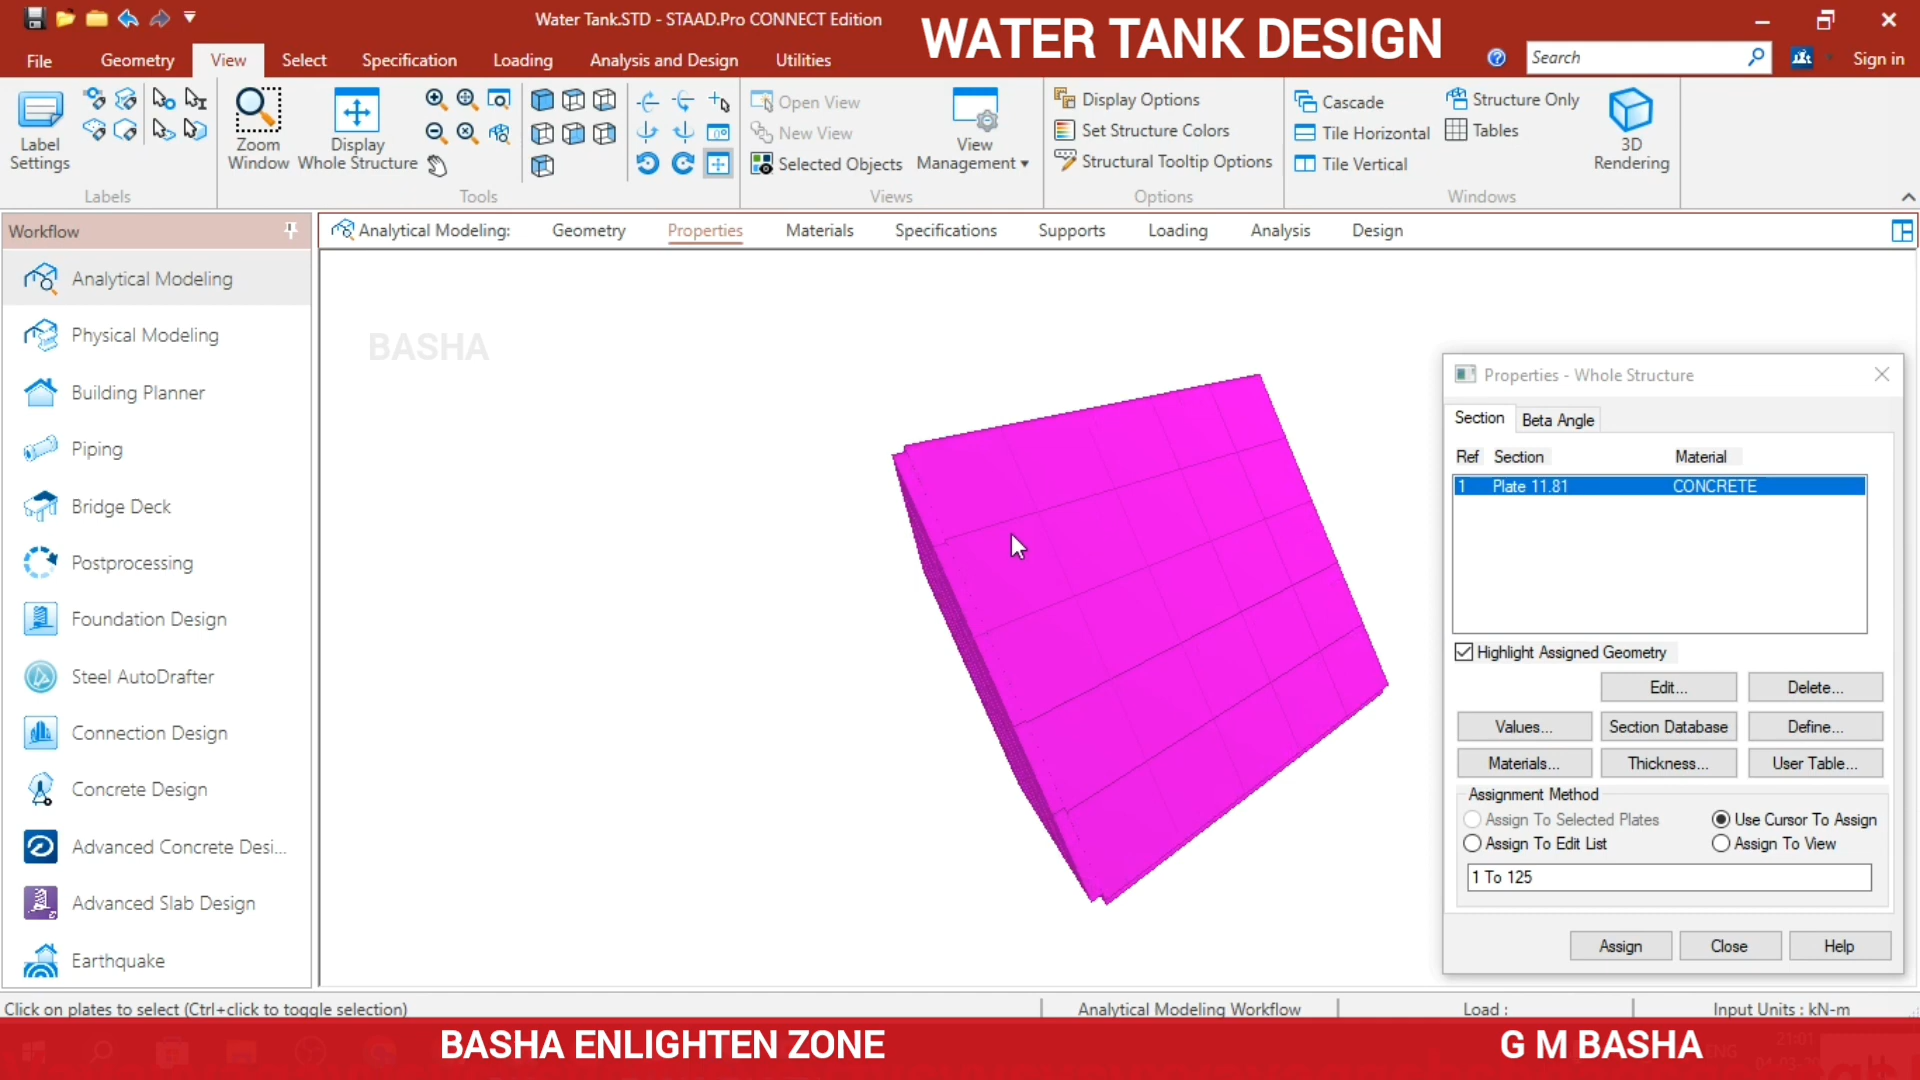 Water Tank.STD - STAAD.Pro CONNECT Edition
WATER TANK DESIGN
File
Geometry
View
Select
Specification
Loading
Analysis and Design
Utilities
Search
Sign in
Label
Settings
Labels
Zoom
Window
Display
Whole Structure
Tools
Open View
New View
Selected Objects
View
Management
Views
Display Options
Set Structure Colors
Structural Tooltip Options
Options
Cascade
Tile Horizontal
Tile Vertical
Structure Only
Tables
Windows
3D
Rendering
Workflow
Analytical Modeling:
Geometry
Properties
Materials
Specifications
Supports
Loading
Analysis
Design
Analytical Modeling
Physical Modeling
Building Planner
Piping
Bridge Deck
Postprocessing
Foundation Design
Steel AutoDrafter
Connection Design
Concrete Design
Advanced Concrete Desi...
Advanced Slab Design
Earthquake
BASHA
Properties - Whole Structure
Section
Beta Angle
Ref Section Material
1 Plate 11.81 CONCRETE
Highlight Assigned Geometry
Edit...
Delete...
Values...
Section Database
Define...
Materials...
Thickness...
User Table...
Assignment Method
Assign To Selected Plates
Use Cursor To Assign
Assign To Edit List
Assign To View
1 To 125
Assign
Close
Help
Click on plates to select (Ctrl+click to toggle selection)
Analytical Modeling Workflow
Load :
Input Units : kN-m
BASHA ENLIGHTEN ZONE
G M BASHA